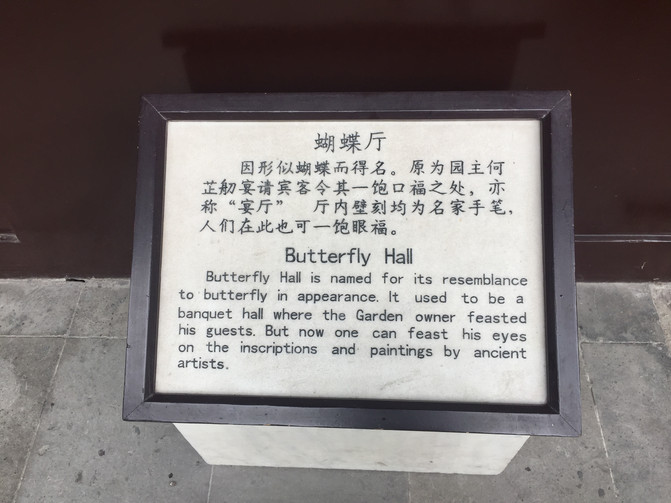 蝴蝶厅
因形似蝴蝶而得名。原为园主何
芷舠宴请宾客令其一饱口福之处，亦
称“宴厅” 厅内壁刻均为名家手笔，
人们在此也可一饱眼福。
Butterfly Hall
Butterfly Hall is named for its resemblance
to butterfly in appearance. It used to be a
banquet hall where the Garden owner feasted
his guests. But now one can feast his eyes
on the inscriptions and paintings by ancient
artists.